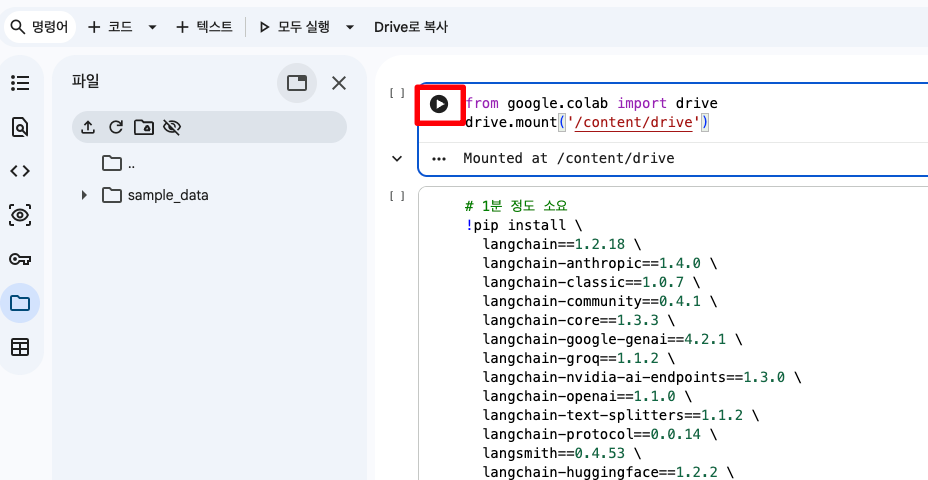 명령어 + 코드 + 텍스트 모두 실행 Drive로 복사
파일
..
sample_data
[ ]
from google.colab import drive
drive.mount('/content/drive')
... Mounted at /content/drive
[ ]
# 1분 정도 소요
!pip install \
langchain==1.2.18 \
langchain-anthropic==1.4.0 \
langchain-classic==1.0.7 \
langchain-community==0.4.1 \
langchain-core==1.3.3 \
langchain-google-genai==4.2.1 \
langchain-groq==1.1.2 \
langchain-nvidia-ai-endpoints==1.3.0 \
langchain-openai==1.1.0 \
langchain-text-splitters==1.1.2 \
langchain-protocol==0.0.14 \
langsmith==0.4.53 \
langchain-huggingface==1.2.2 \